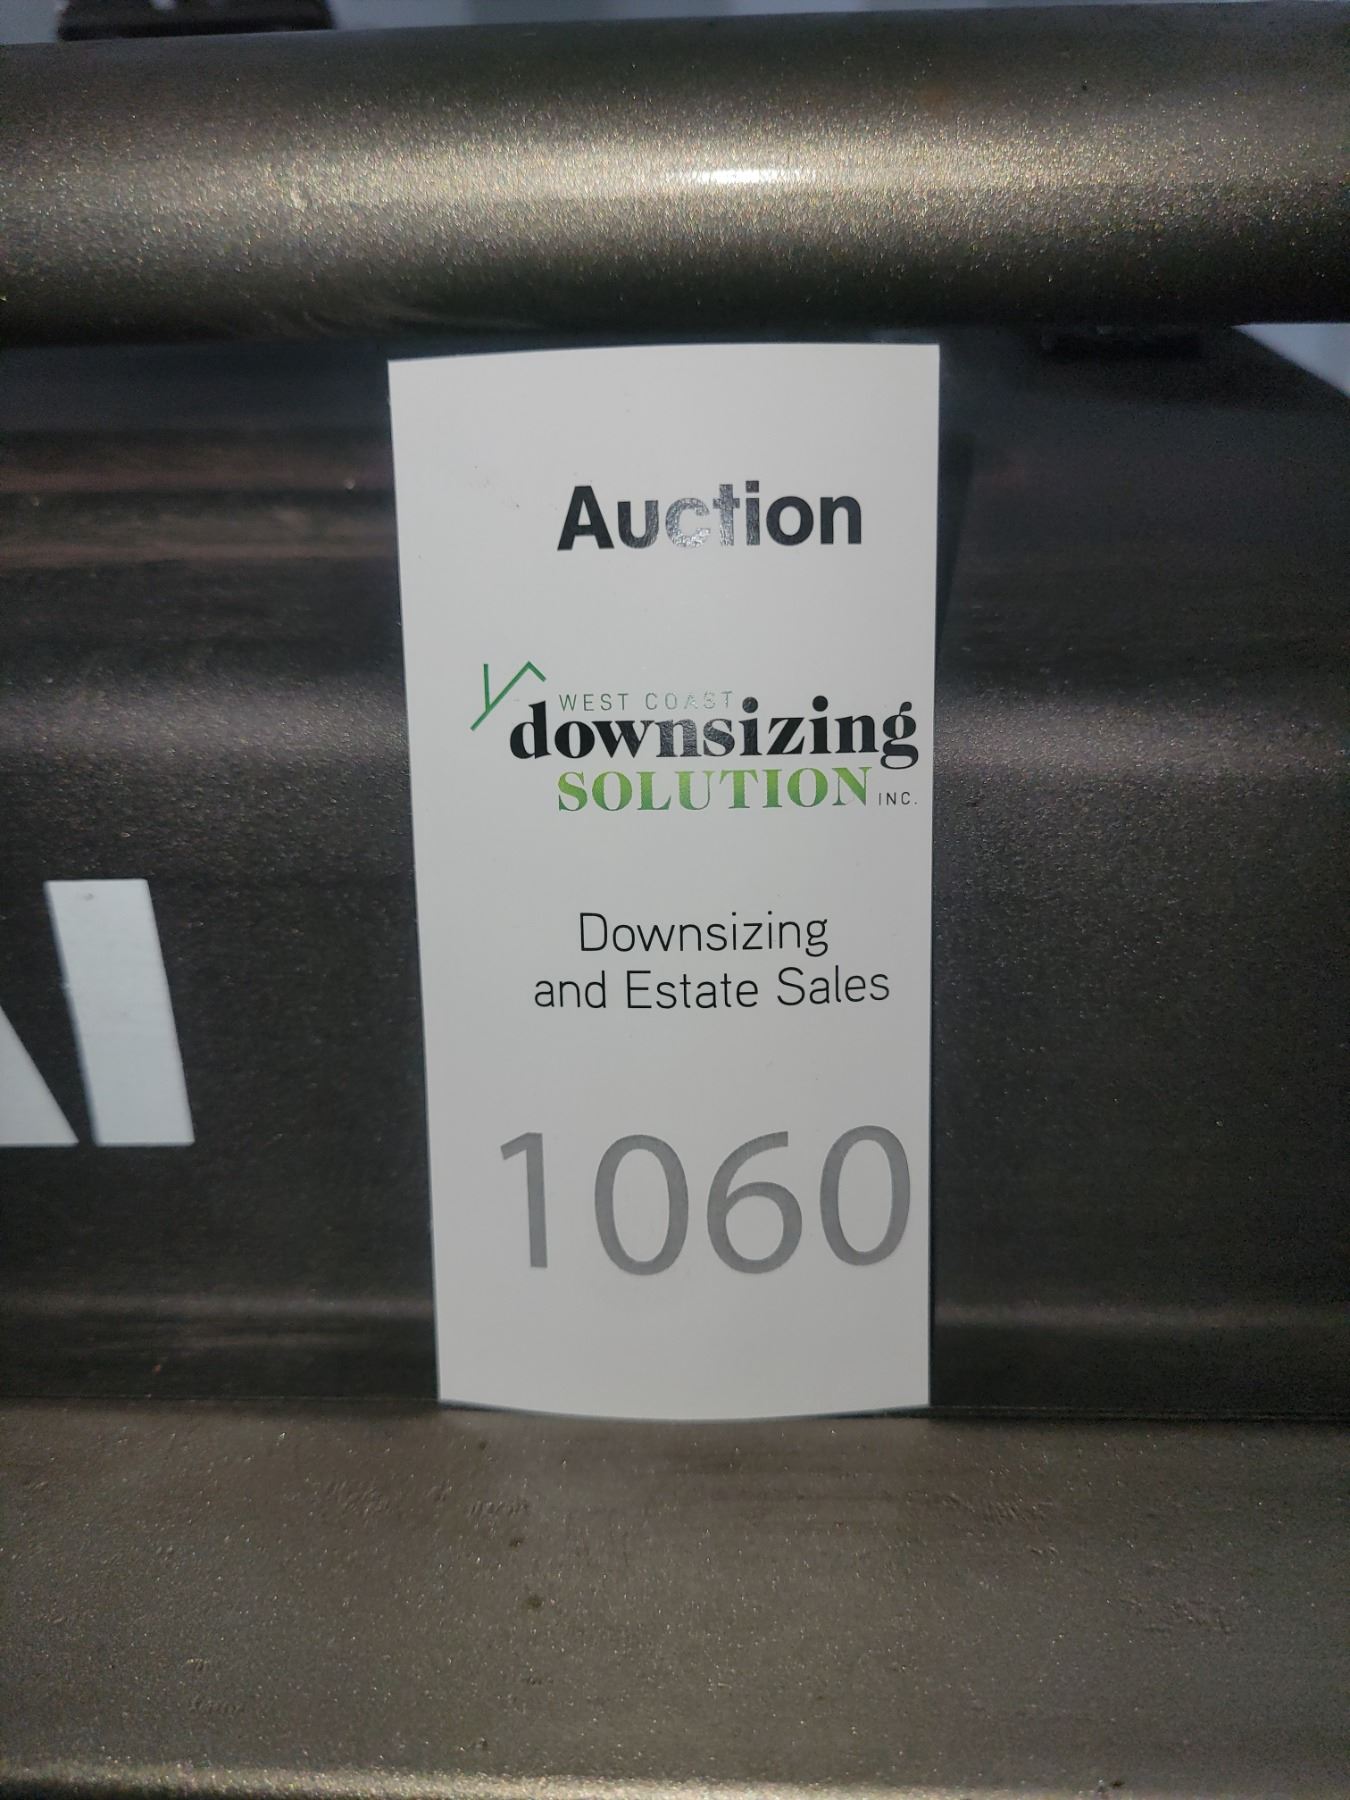 Auction
WEST COAST
downsizing
SOLUTION INC.
Downsizing
and Estate Sales
1060